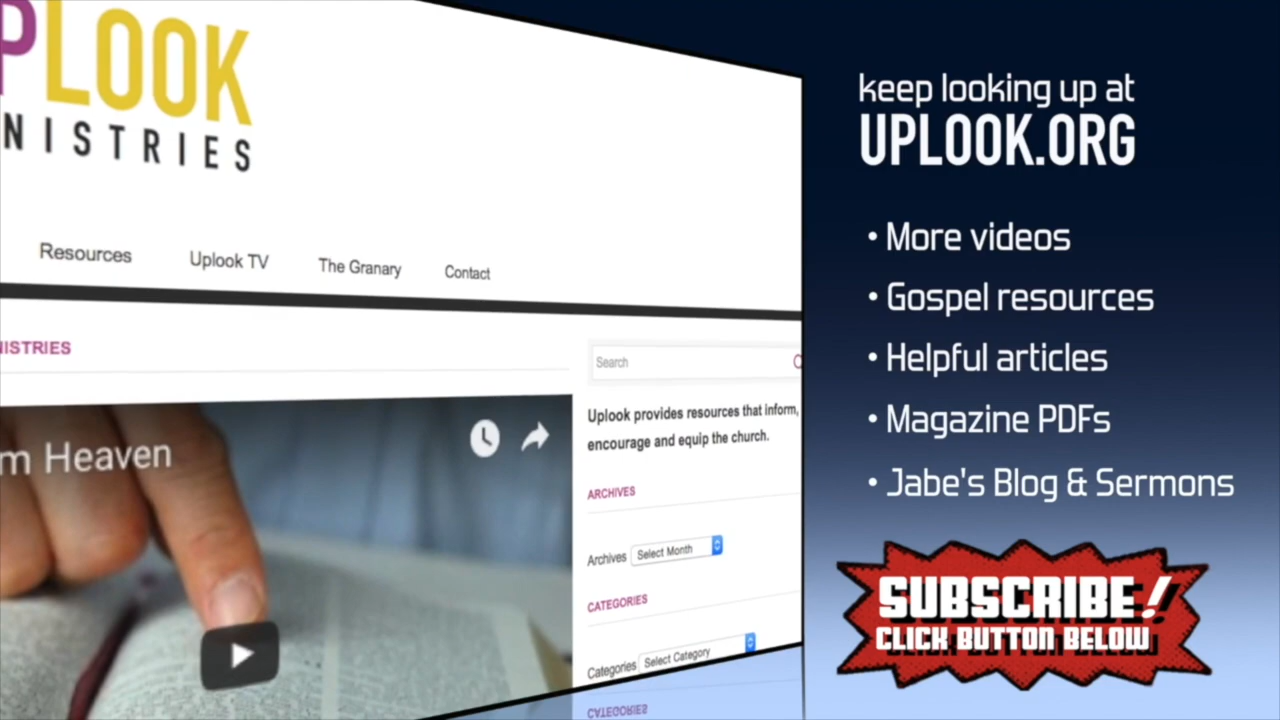 PLOOK
NISTRIES
Resources Uplook TV The Granary Contact
NISTRIES
Search
m Heaven
Uplook provides resources that inform,
encourage and equip the church.
ARCHIVES
Archives Select Month
CATEGORIES
Categories Select Category
CATEGORIES
keep looking up at
UPLOOK.ORG
• More videos
• Gospel resources
• Helpful articles
• Magazine PDFs
• Jabe's Blog & Sermons
SUBSCRIBE!
CLICK BUTTON BELOW